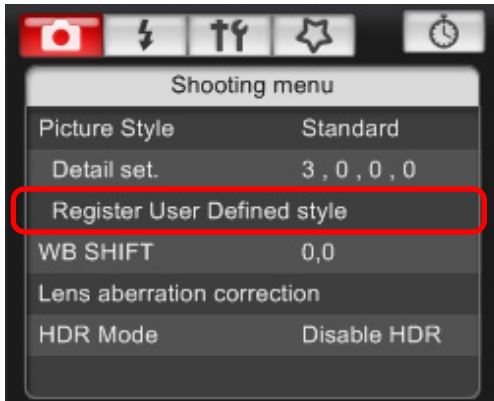 Shooting menu
Picture Style Standard
Detail set. 3 , 0 , 0 , 0
Register User Defined style
WB SHIFT 0,0
Lens aberration correction
HDR Mode Disable HDR